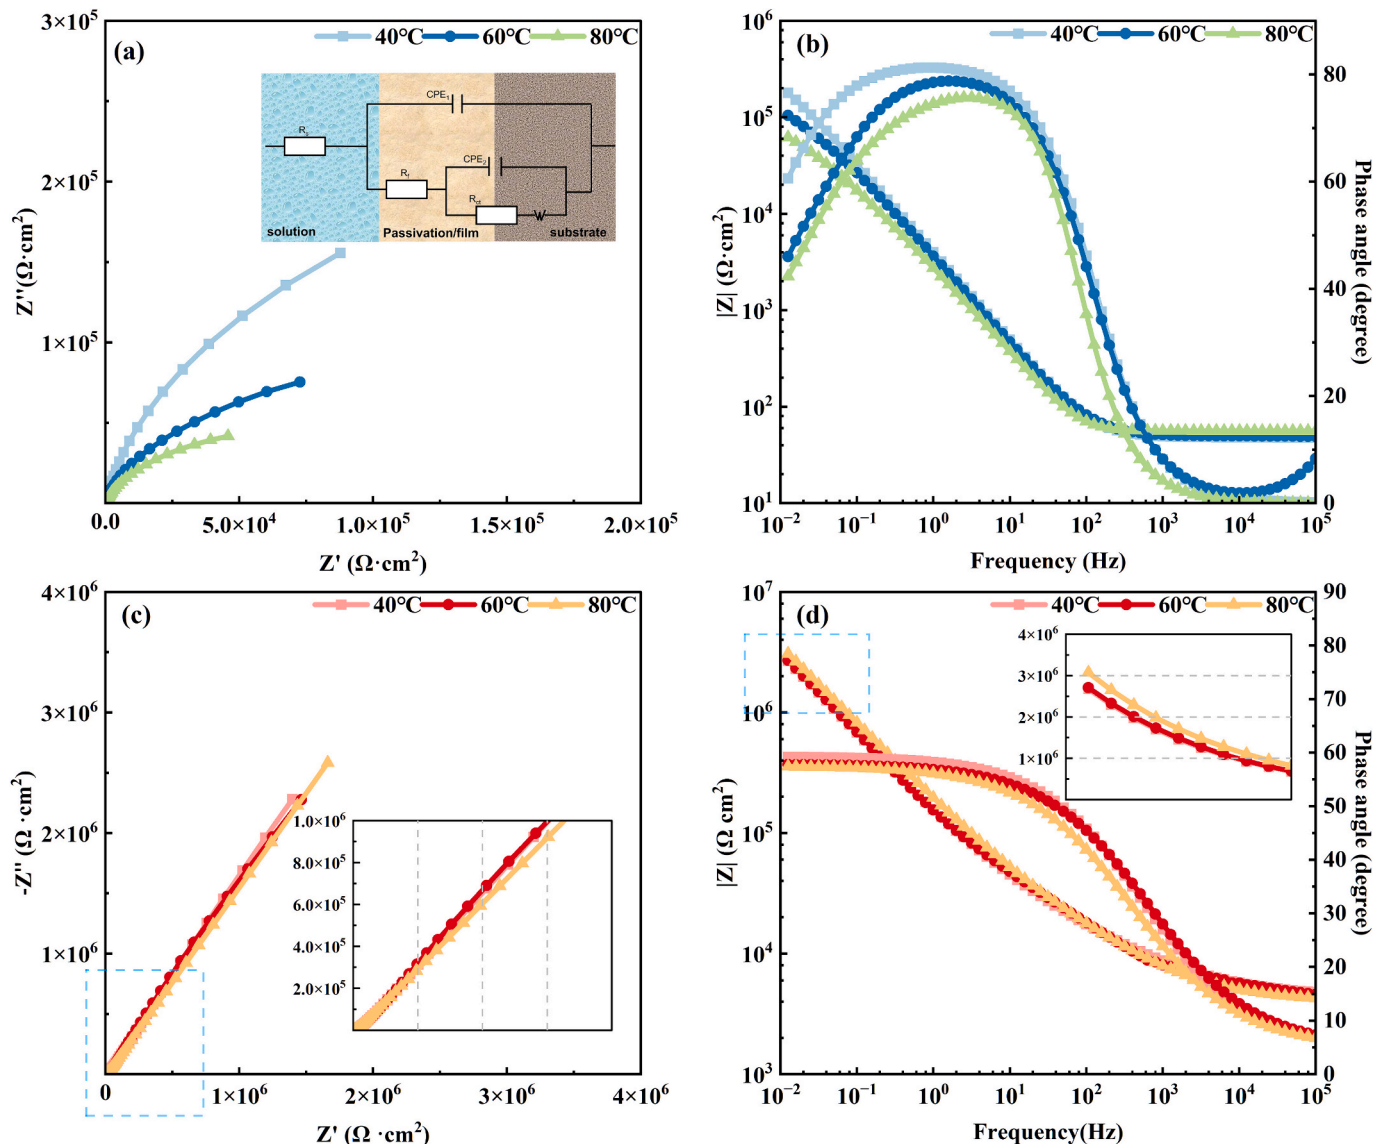 (a)
40°C 60°C 80°C
3×10⁵
2×10⁵
1×10⁵
Z''(Ω·cm²)
CPE₁
Rₛ
CPE₂
R_f
R_ct
W
solution Passivation/film substrate
0.0 5.0×10⁴ 1.0×10⁵ 1.5×10⁵ 2.0×10⁵
Z' (Ω·cm²)
(b)
40°C 60°C 80°C
10⁶
10⁵
10⁴
10³
10²
10¹
|Z| (Ω·cm²)
80
60
40
20
0
Phase angle (degree)
10⁻² 10⁻¹ 10⁰ 10¹ 10² 10³ 10⁴ 10⁵
Frequency (Hz)
(c)
40°C 60°C 80°C
4×10⁶
3×10⁶
2×10⁶
1×10⁶
0
-Z'' (Ω·cm²)
1.0×10⁶
8.0×10⁵
6.0×10⁵
4.0×10⁵
2.0×10⁵
0 1×10⁶ 2×10⁶ 3×10⁶ 4×10⁶
Z' (Ω·cm²)
(d)
40°C 60°C 80°C
10⁷
10⁶
10⁵
10⁴
10³
|Z| (Ω cm²)
4×10⁶
3×10⁶
2×10⁶
1×10⁶
90
80
70
60
50
40
30
20
10
0
Phase angle (degree)
10⁻² 10⁻¹ 10⁰ 10¹ 10² 10³ 10⁴ 10⁵
Frequency(Hz)